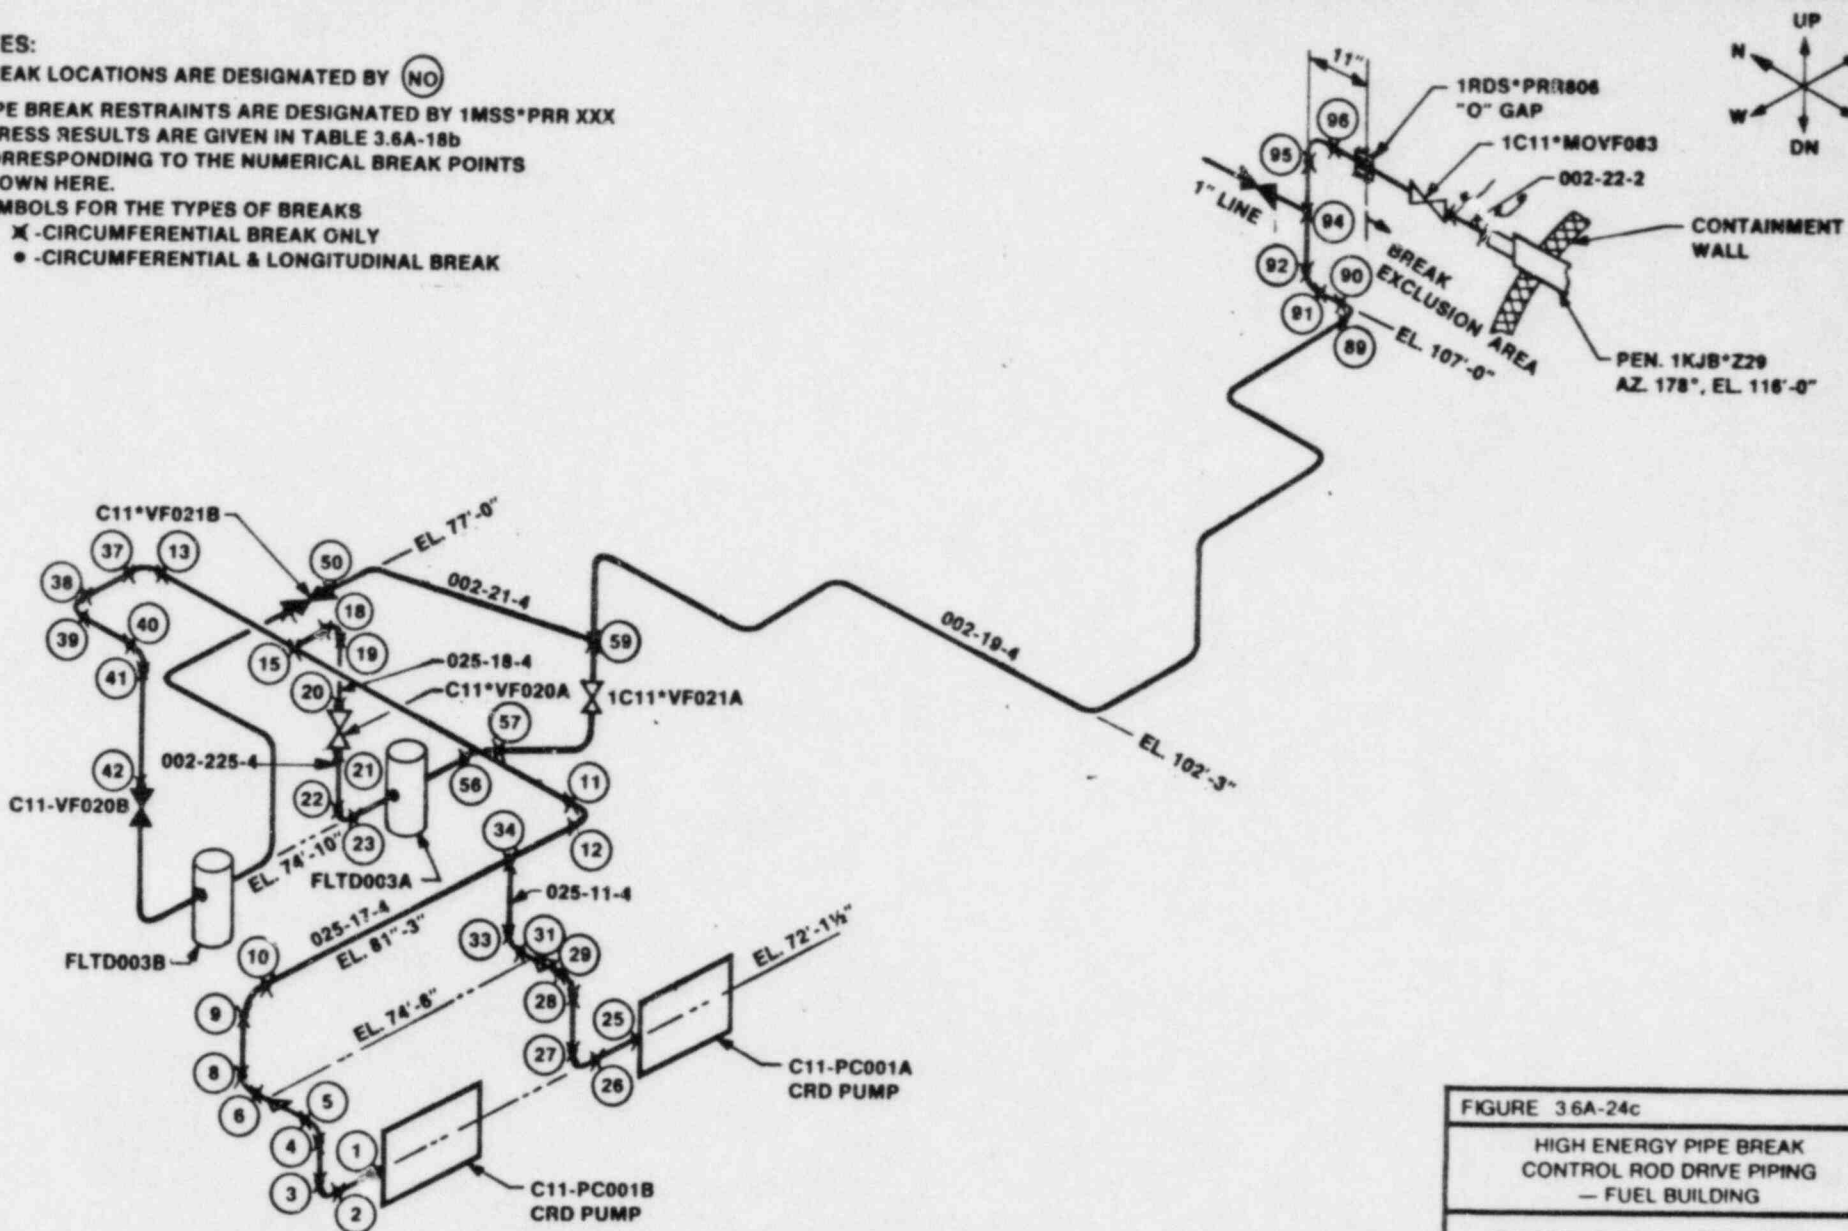 ES:
EAK LOCATIONS ARE DESIGNATED BY NO
PE BREAK RESTRAINTS ARE DESIGNATED BY 1MSS*PRR XXX
RESS RESULTS ARE GIVEN IN TABLE 3.6A-18b
ORRESPONDING TO THE NUMERICAL BREAK POINTS
OWN HERE.
MBOLS FOR THE TYPES OF BREAKS
-CIRCUMFERENTIAL BREAK ONLY
-CIRCUMFERENTIAL & LONGITUDINAL BREAK
UP
N
W
DN
11"
1RDS*PRR806
"O" GAP
1C11*MOVF083
002-22-2
CONTAINMENT
WALL
96
95
1" LINE
94
92
90
91
89
BREAK
EXCLUSION AREA
EL. 107'-0"
PEN. 1KJB*Z29
AZ. 178°, EL. 116'-0"
C11*VF021B
EL. 77'-0"
37
13
50
38
002-21-4
18
39
40
59
19
15
002-19-4
41
025-18-4
20
C11*VF020A
1C11*VF021A
57
002-225-4
EL. 102'-3"
42
21
56
11
C11-VF020B
22
34
12
23
EL. 74'-10"
FLTD003A
025-11-4
025-17-4
EL. 81"-3"
33
31
EL. 72'-1½"
FLTD003B
10
29
EL. 74'-6"
28
9
25
27
8
26
C11-PC001A
CRD PUMP
6
5
4
1
3
2
C11-PC001B
CRD PUMP
FIGURE 3.6A-24c
HIGH ENERGY PIPE BREAK
CONTROL ROD DRIVE PIPING
— FUEL BUILDING